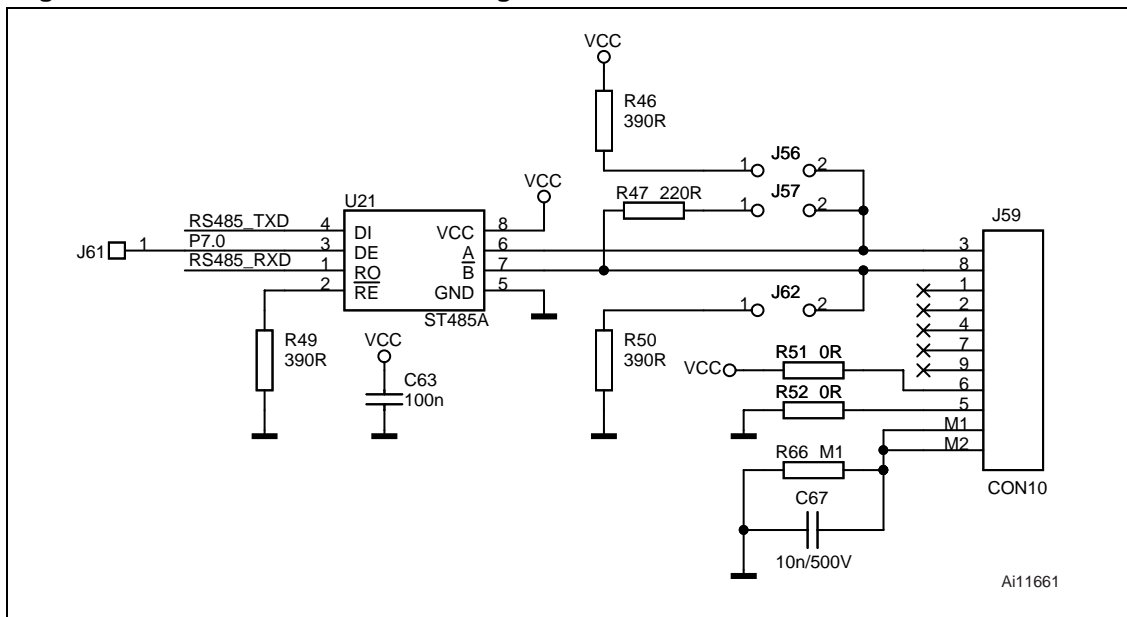 VCC
R46
390R
1 J56 2
R47 220R
1 J57 2
VCC
U21
J59
RS485_TXD 4 DI VCC 8
J61 1 P7.0 3 DE A 6 3
RS485_RXD 1 RO B 7 8
2 RE GND 5
ST485A
1 J62 2
1
2
4
7
9
6
5
M1
M2
R49
390R
VCC
C63
100n
R50
390R
VCC R51 0R
R52 0R
R66 M1
C67
10n/500V
CON10
Ai11661